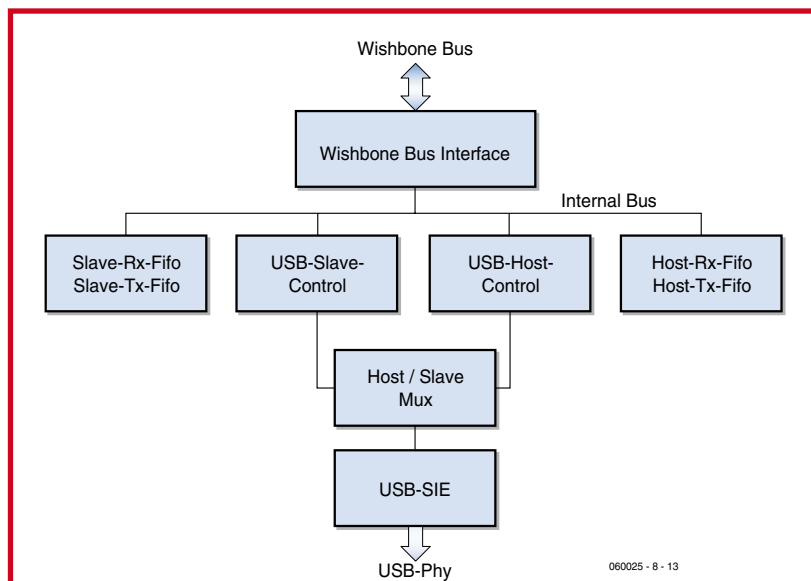 Wishbone Bus
Wishbone Bus Interface
Internal Bus
Slave-Rx-Fifo
Slave-Tx-Fifo
USB-Slave-
Control
USB-Host-
Control
Host-Rx-Fifo
Host-Tx-Fifo
Host / Slave
Mux
USB-SIE
USB-Phy
060025 - 8 - 13